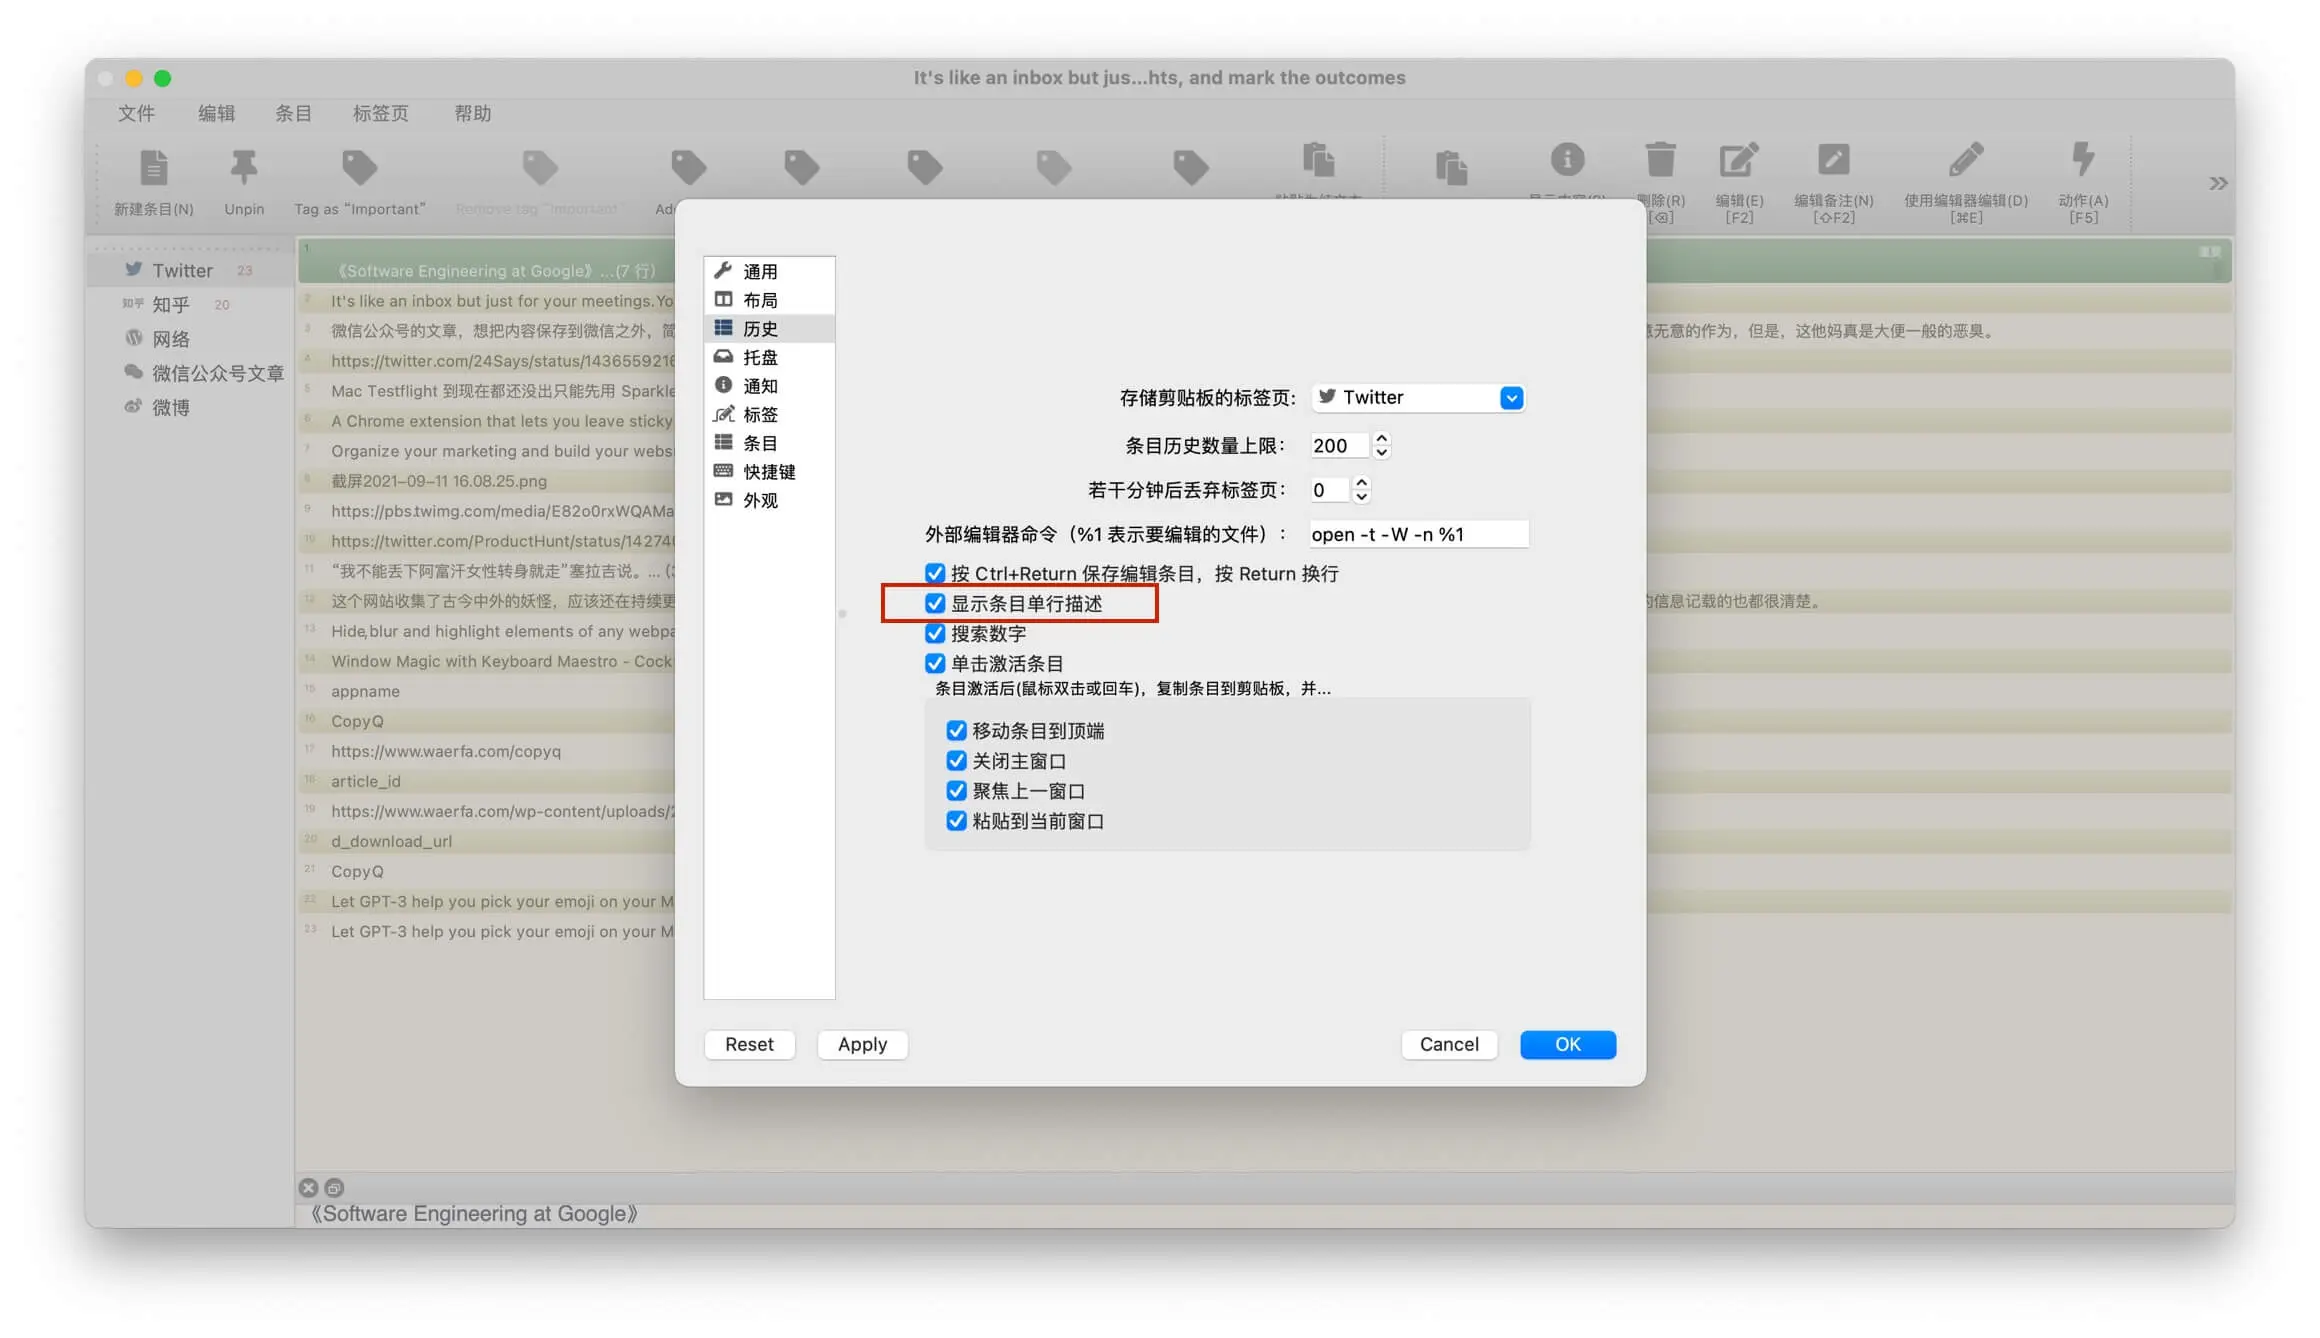 It's like an inbox but jus...hts, and mark the outcomes
文件 编辑 条目 标签页 帮助
新建条目(N) Unpin Tag as “Important” Remove tag “Important”
删除(R) 编辑(E) 编辑备注(N) 使用编辑器编辑(D) 动作(A)
[⌫] [F2] [⇧F2] [⌘E] [F5]
Twitter 23
知乎 知乎 20
网络
微信公众号文章
微博
1
《Software Engineering at Google》...(7 行)
2 It's like an inbox but just for your meetings.Yo
3 微信公众号的文章，想把内容保存到微信之外，
无意的作为，但是，这他妈真是大便一般的恶臭。
4 https://twitter.com/24Says/status/1436559216
5 Mac Testflight 到现在都还没出只能先用 Sparkle
6 A Chrome extension that lets you leave sticky
7 Organize your marketing and build your webs
8 截屏2021-09-11 16.08.25.png
9 https://pbs.twimg.com/media/E82o0rxWQAMa
10 https://twitter.com/ProductHunt/status/14274
11 “我不能丢下阿富汗女性转身就走”塞拉吉说。...
12 这个网站收集了古今中外的妖怪，应该还在持续更
信息记载的也都很清楚。
13 Hide,blur and highlight elements of any webpa
14 Window Magic with Keyboard Maestro - Cock
15 appname
16 CopyQ
17 https://www.waerfa.com/copyq
18 article_id
19 https://www.waerfa.com/wp-content/uploads/2
20 d_download_url
21 CopyQ
22 Let GPT-3 help you pick your emoji on your M
23 Let GPT-3 help you pick your emoji on your M
《Software Engineering at Google》
通用
布局
历史
托盘
通知
标签
条目
快捷键
外观
存储剪贴板的标签页: Twitter
条目历史数量上限: 200
若干分钟后丢弃标签页: 0
外部编辑器命令（%1 表示要编辑的文件）: open -t -W -n %1
按 Ctrl+Return 保存编辑条目，按 Return 换行
显示条目单行描述
搜索数字
单击激活条目
条目激活后(鼠标双击或回车)，复制条目到剪贴板，并...
移动条目到顶端
关闭主窗口
聚焦上一窗口
粘贴到当前窗口
Reset Apply Cancel OK